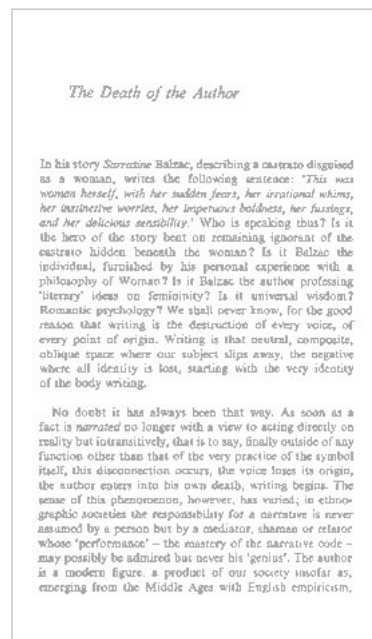 The Death of the Author
In his story Sarrasine Balzac, describing a castrato disguised
as a woman, writes the following sentence: 'This was
woman herself, with her sudden fears, her irrational whims,
her instinctive worries, her impetuous boldness, her fussings,
and her delicious sensibility.' Who is speaking thus? Is it
the hero of the story bent on remaining ignorant of the
castrato hidden beneath the woman? Is it Balzac the
individual, furnished by his personal experience with a
philosophy of Woman? Is it Balzac the author professing
'literary' ideas on femininity? Is it universal wisdom?
Romantic psychology? We shall never know, for the good
reason that writing is the destruction of every voice, of
every point of origin. Writing is that neutral, composite,
oblique space where our subject slips away, the negative
where all identity is lost, starting with the very identity
of the body writing.
No doubt it has always been that way. As soon as a
fact is narrated no longer with a view to acting directly on
reality but intransitively, that is to say, finally outside of any
function other than that of the very practice of the symbol
itself, this disconnection occurs, the voice loses its origin,
the author enters into his own death, writing begins. The
sense of this phenomenon, however, has varied; in ethno-
graphic societies the responsibility for a narrative is never
assumed by a person but by a mediator, shaman or relator
whose 'performance' – the mastery of the narrative code –
may possibly be admired but never his 'genius'. The author
is a modern figure, a product of our society insofar as,
emerging from the Middle Ages with English empiricism,